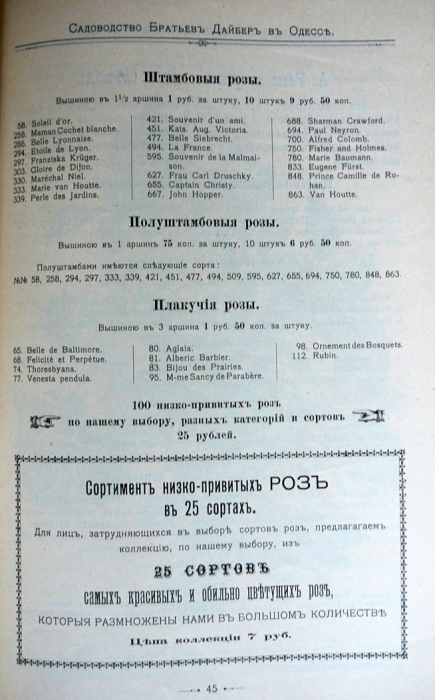 Садоводство Братьевъ Дайберъ въ Одессѣ.
Штамбовыя розы.
Вышиною въ 1½ аршина 1 руб. за штуку, 10 штукъ 9 руб. 50 коп.
58. Soleil d'or.
258. Maman Cochet blanche.
286. Belle Lyonnaise.
294. Etoile de Lyon.
297. Franziska Krüger.
303. Gloire de Dijon.
330. Maréchal Niel.
333. Marie van Houtte.
339. Perle des Jardins.
421. Souvenir d'un ami.
451. Kais. Aug. Victoria.
477. Belle Siebrecht.
494. La France.
595. Souvenir de la Malmai-
son.
627. Frau Carl Druschky.
655. Captain Christy.
667. John Hopper.
688. Sharman Crawford.
694. Paul Neyron.
700. Alfred Colomb.
750. Fisher and Holmes.
780. Marie Baumann.
833. Eugène Fürst.
848. Prince Camille de Ro-
han.
863. Van Houtte.
Полуштамбовыя розы.
Вышиною въ 1 аршинъ 75 коп. за штуку, 10 штукъ 6 руб. 50 коп.
Полуштамбами имѣются слѣдующіе сорта:
№№ 58, 258, 294, 297, 333, 339, 421, 451, 477, 494, 509, 595, 627, 655, 694, 750, 780, 848, 863.
Плакучія розы.
Вышиною въ 3 аршина 1 руб. 50 коп. за штуку.
65. Belle de Baltimore.
68. Felicité et Perpétue.
74. Thoresbyana.
77. Venesta pendula.
80. Aglaia.
81. Alberic Barbier.
83. Bijou des Prairies.
95. M-me Sancy de Parabère.
98. Ornement des Bosquets.
112. Rubin.
100 низко-привитыхъ розъ
по нашему выбору, разныхъ категорій и сортовъ
25 рублей.
Сортиментъ низко-привитыхъ РОЗЪ
въ 25 сортахъ.
Для лицъ, затрудняющихся въ выборѣ сортовъ розъ, предлагаемъ
коллекцію, по нашему выбору, изъ
25 СОРТОВЪ
самыхъ красивыхъ и обильно цвѣтущихъ розъ,
КОТОРЫЯ РАЗМНОЖЕНЫ НАМИ ВЪ БОЛЬШОМЪ КОЛИЧЕСТВѢ
Цѣна коллекціи 7 руб.
45